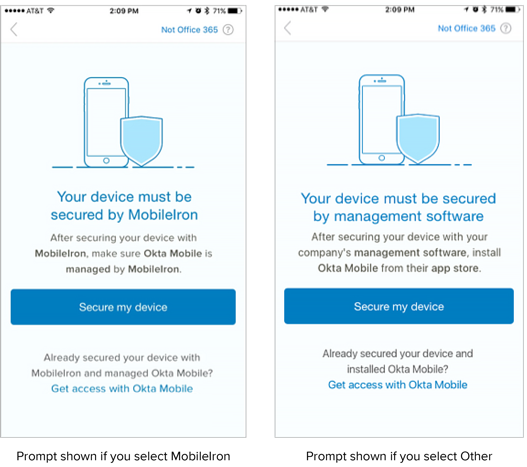 AT&T 2:09 PM 71%
Not Office 365 ?
Your device must be
secured by MobileIron
After securing your device with
MobileIron, make sure Okta Mobile is
managed by MobileIron.
Secure my device
Already secured your device with
MobileIron and managed Okta Mobile?
Get access with Okta Mobile
Prompt shown if you select MobileIron
AT&T 2:09 PM 71%
Not Office 365 ?
Your device must be secured
by management software
After securing your device with your
company's management software, install
Okta Mobile from their app store.
Secure my device
Already secured your device and
installed Okta Mobile?
Get access with Okta Mobile
Prompt shown if you select Other